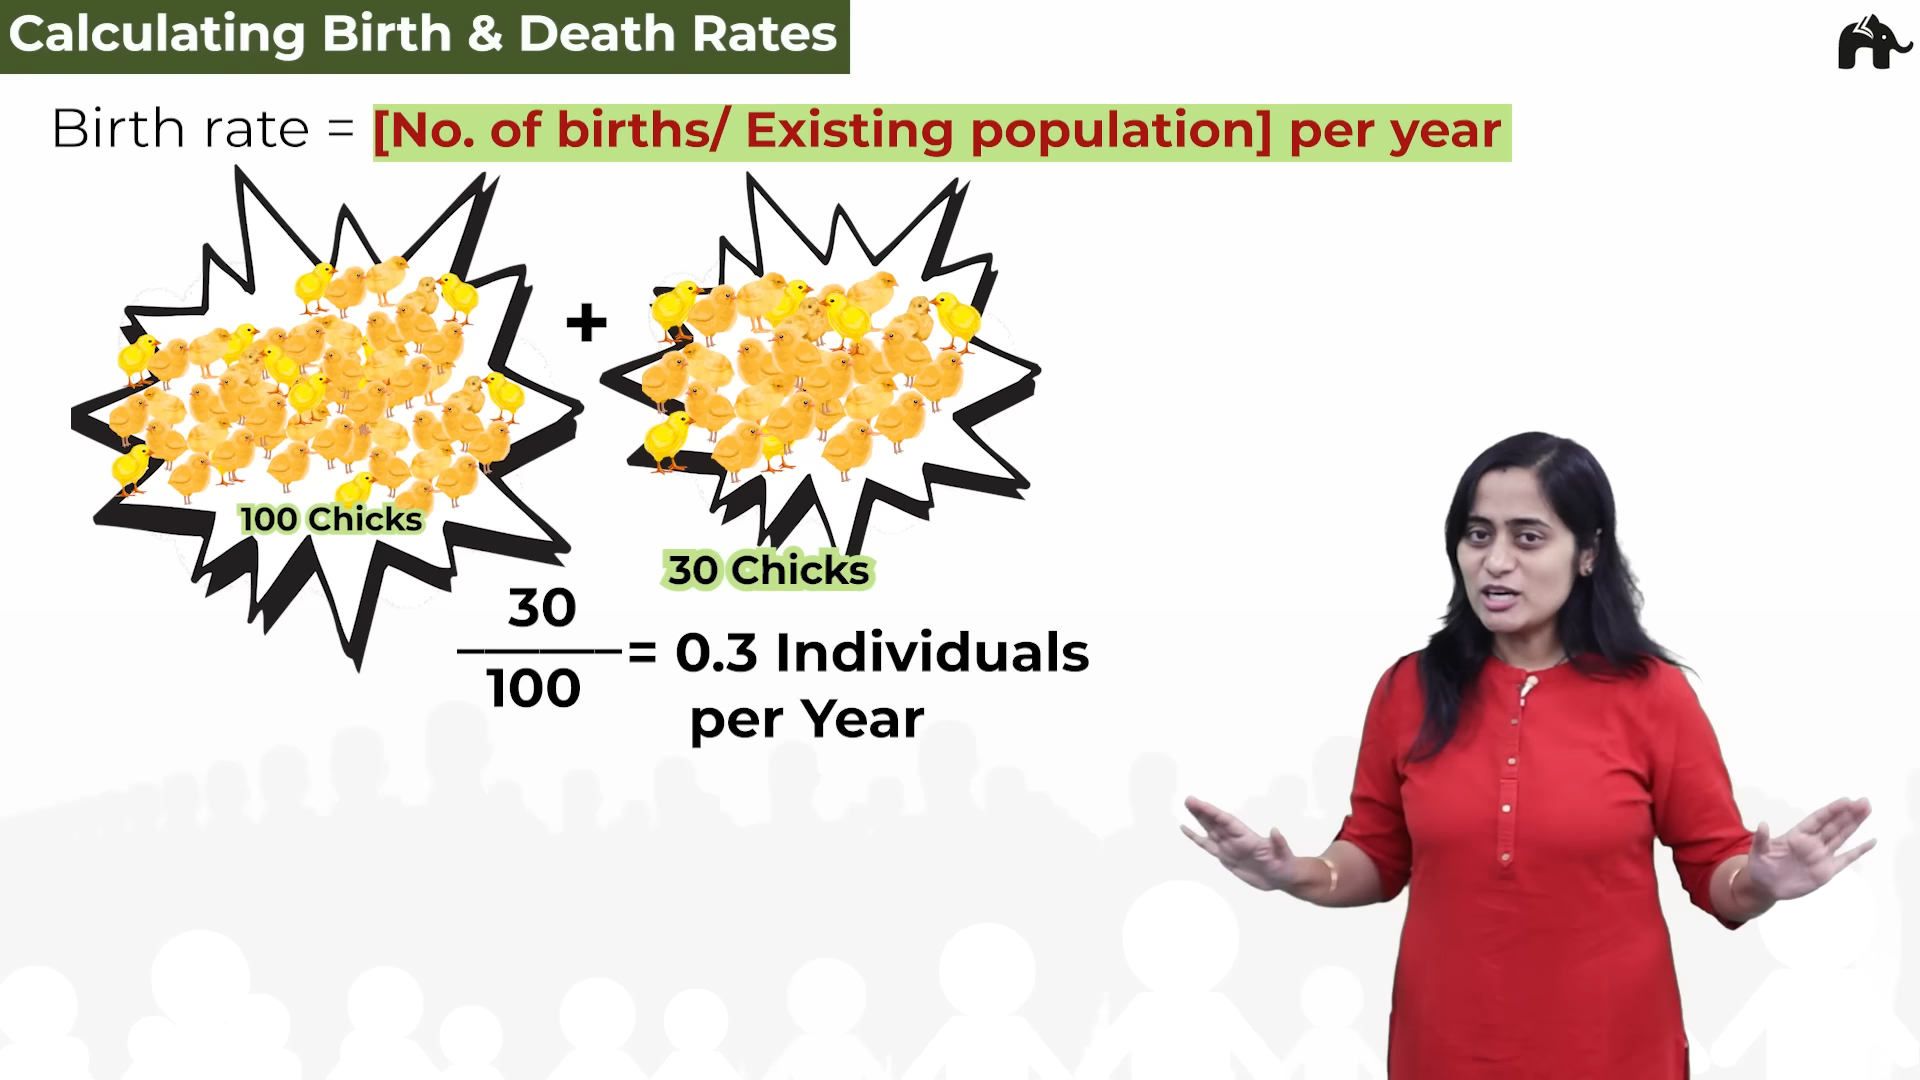 Calculating Birth & Death Rates
Birth rate = [No. of births/ Existing population] per year
+
100 Chicks
30 Chicks
30
100
= 0.3 Individuals
per Year